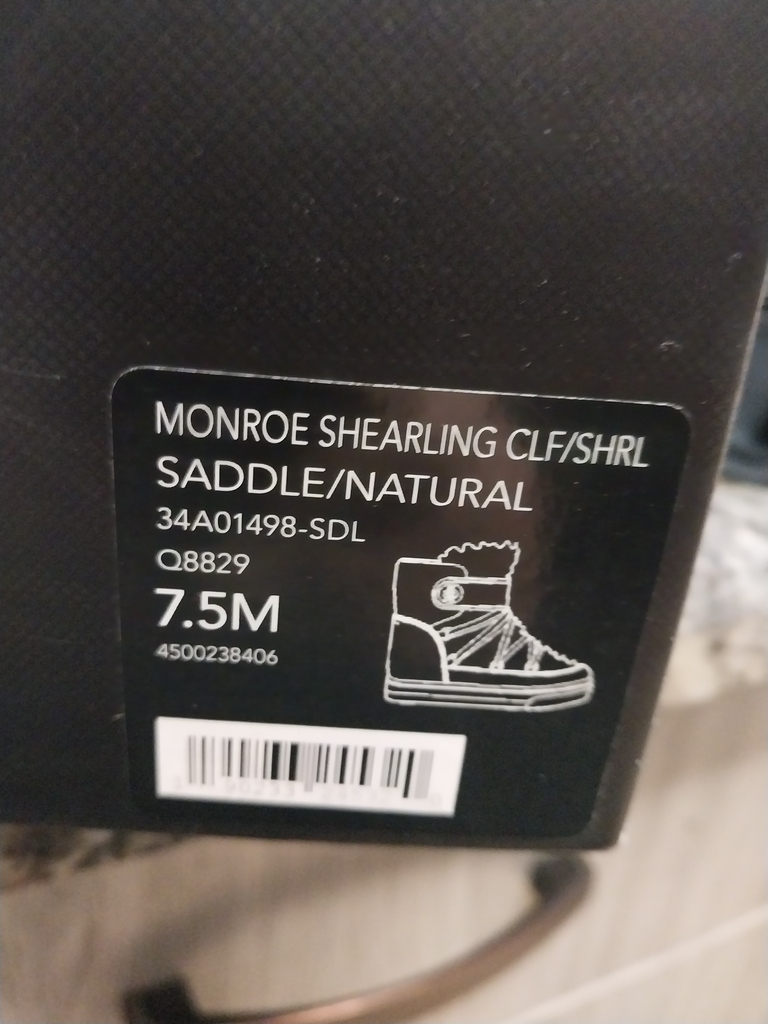 MONROE SHEARLING CLF/SHRL
SADDLE/NATURAL
34A01498-SDL
Q8829
7.5M
4500238406